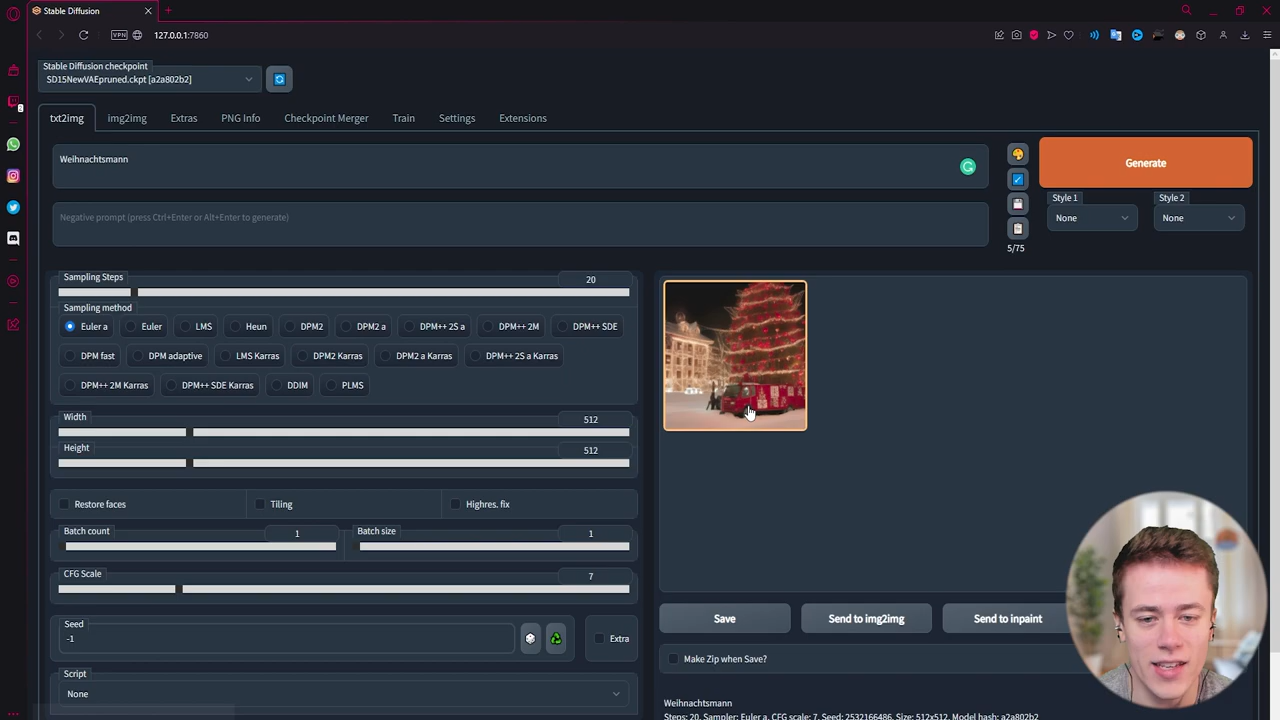 Stable Diffusion
VPN
127.0.0.1:7860
2
Stable Diffusion checkpoint
SD15NewVAEpruned.ckpt [a2a802b2]
txt2img
img2img
Extras
PNG Info
Checkpoint Merger
Train
Settings
Extensions
Weihnachtsmann
Generate
Negative prompt (press Ctrl+Enter or Alt+Enter to generate)
Style 1
Style 2
None
None
5/75
Sampling Steps
20
Sampling method
Euler a
Euler
LMS
Heun
DPM2
DPM2 a
DPM++ 2S a
DPM++ 2M
DPM++ SDE
DPM fast
DPM adaptive
LMS Karras
DPM2 Karras
DPM2 a Karras
DPM++ 2S a Karras
DPM++ 2M Karras
DPM++ SDE Karras
DDIM
PLMS
Width
512
Height
512
Restore faces
Tiling
Highres. fix
Batch count
1
Batch size
1
CFG Scale
7
Seed
-1
Extra
Script
None
Save
Send to img2img
Send to inpaint
Make Zip when Save?
Weihnachtsmann
Steps: 20, Sampler: Euler a, CFG scale: 7, Seed: 2532166486, Size: 512x512, Model hash: a2a802b2